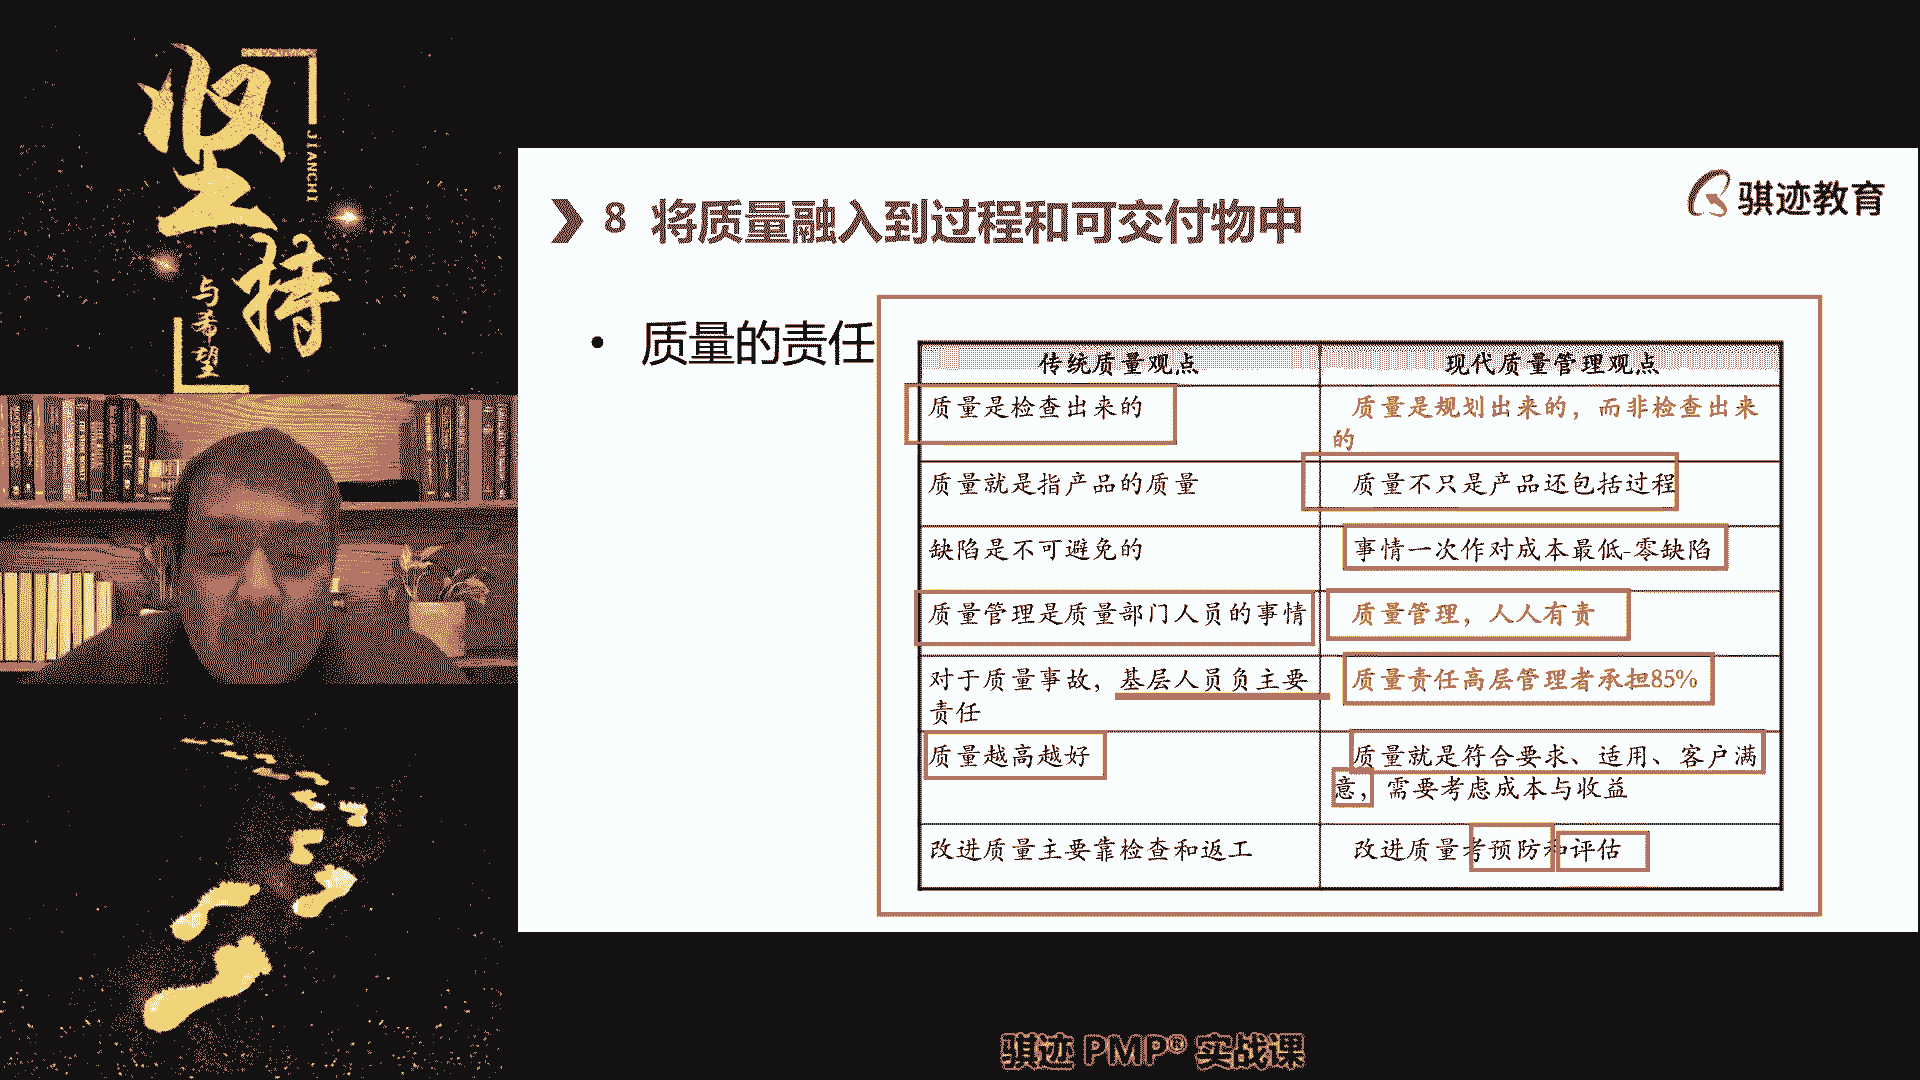 坚持
JIANCHI
与希望
8 将质量融入到过程和可交付物中
骐迹教育
• 质量的责任
传统质量观点
现代质量管理观点
质量是检查出来的
质量是规划出来的，而非检查出来
的
质量就是指产品的质量
质量不只是产品还包括过程
缺陷是不可避免的
事情一次作对成本最低-零缺陷
质量管理是质量部门人员的事情
质量管理，人人有责
对于质量事故，基层人员负主要
责任
质量责任高层管理者承担85%
质量越高越好
质量就是符合要求、适用、客户满
意，需要考虑成本与收益
改进质量主要靠检查和返工
改进质量考预防和评估
骐迹 PMP® 实战课